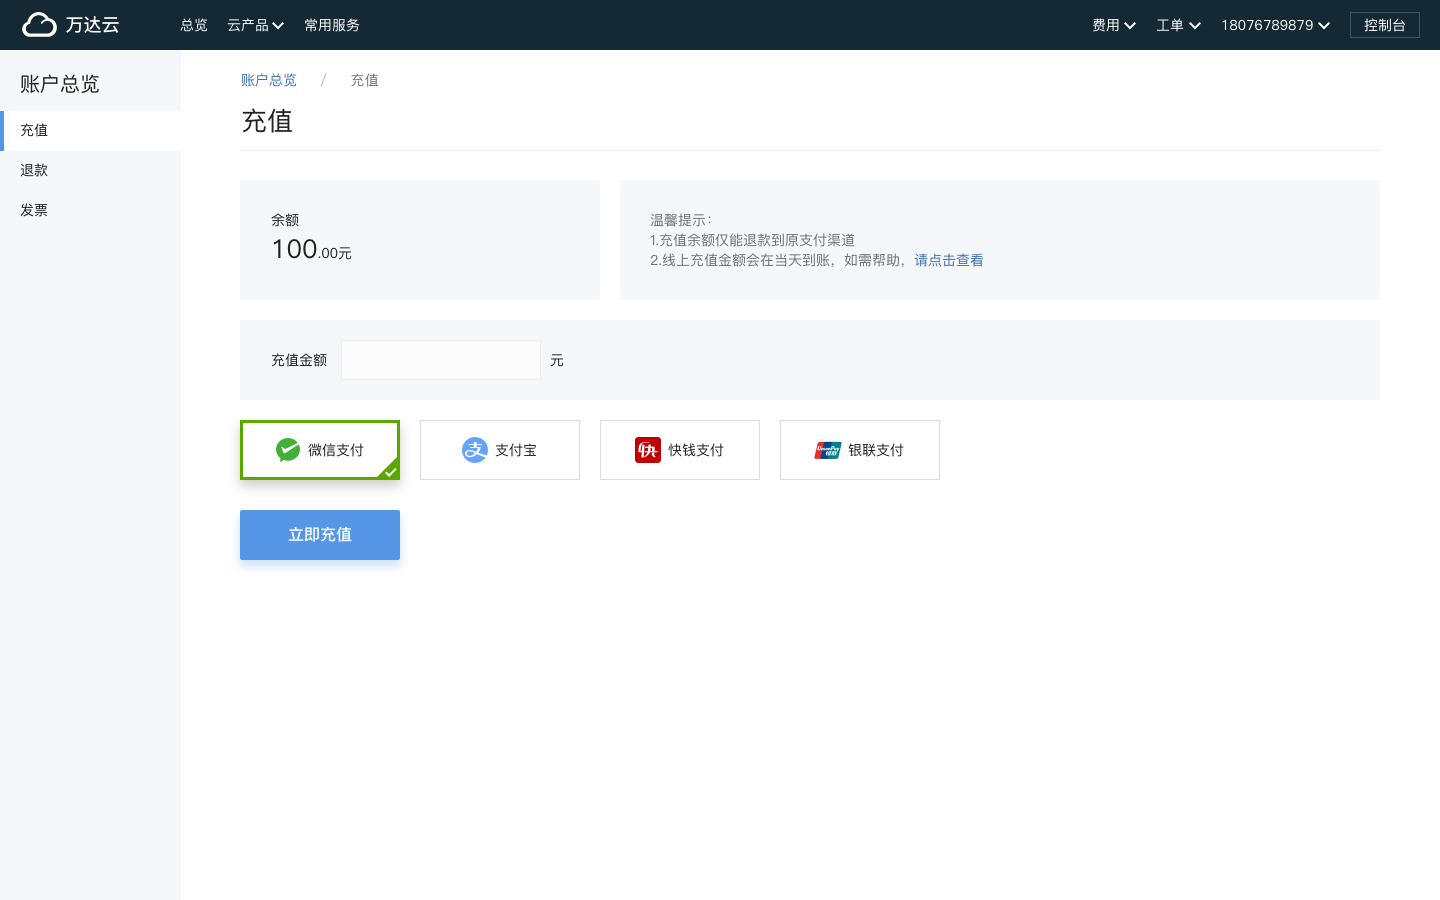 万达云
总览 云产品 常用服务
费用 工单 18076789879 控制台
账户总览
充值
退款
发票
账户总览 / 充值
充值
余额
100.00元
温馨提示：
1.充值余额仅能退款到原支付渠道
2.线上充值金额会在当天到账，如需帮助，请点击查看
充值金额 元
微信支付 支付宝 快钱支付 银联支付
立即充值